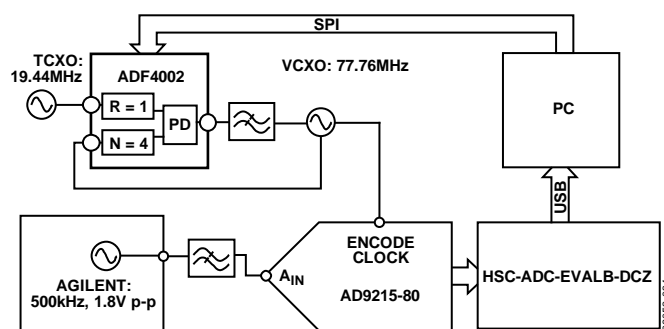 SPI
TCXO:
19.44MHz
ADF4002
VCXO: 77.76MHz
R = 1
PD
N = 4
PC
USB
ENCODE
CLOCK
A_IN
AD9215-80
HSC-ADC-EVALB-DCZ
AGILENT:
500kHz, 1.8V p-p